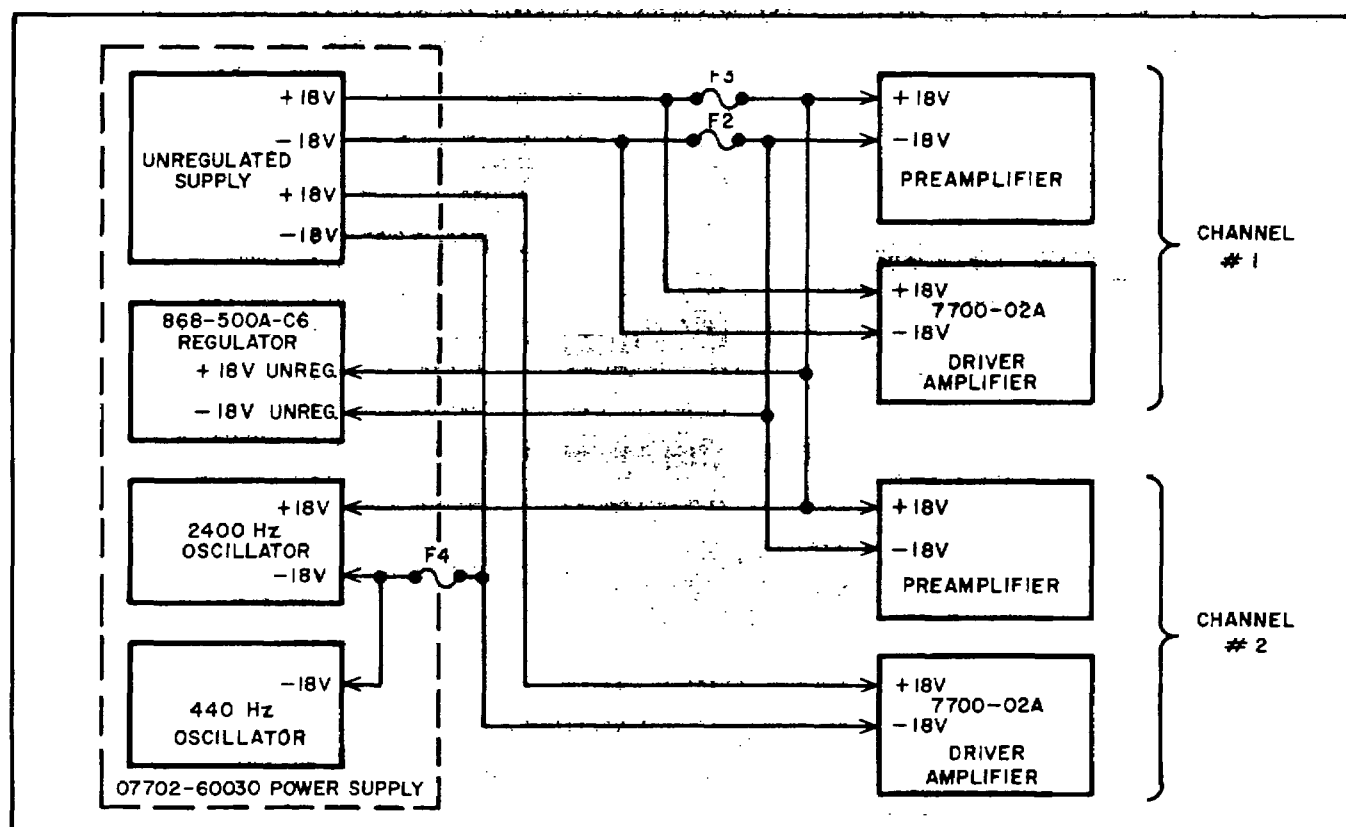 +18V
-18V
UNREGULATED
SUPPLY
+18V
-18V
868-500A-C6
REGULATOR
+18V UNREG.
-18V UNREG.
+18V
2400 Hz
OSCILLATOR
-18V
F4
-18V
440 Hz
OSCILLATOR
07702-60030 POWER SUPPLY
F3
F2
+18V
-18V
PREAMPLIFIER
+18V
7700-02A
-18V
DRIVER
AMPLIFIER
CHANNEL
# 1
+18V
-18V
PREAMPLIFIER
+18V
7700-02A
-18V
DRIVER
AMPLIFIER
CHANNEL
# 2